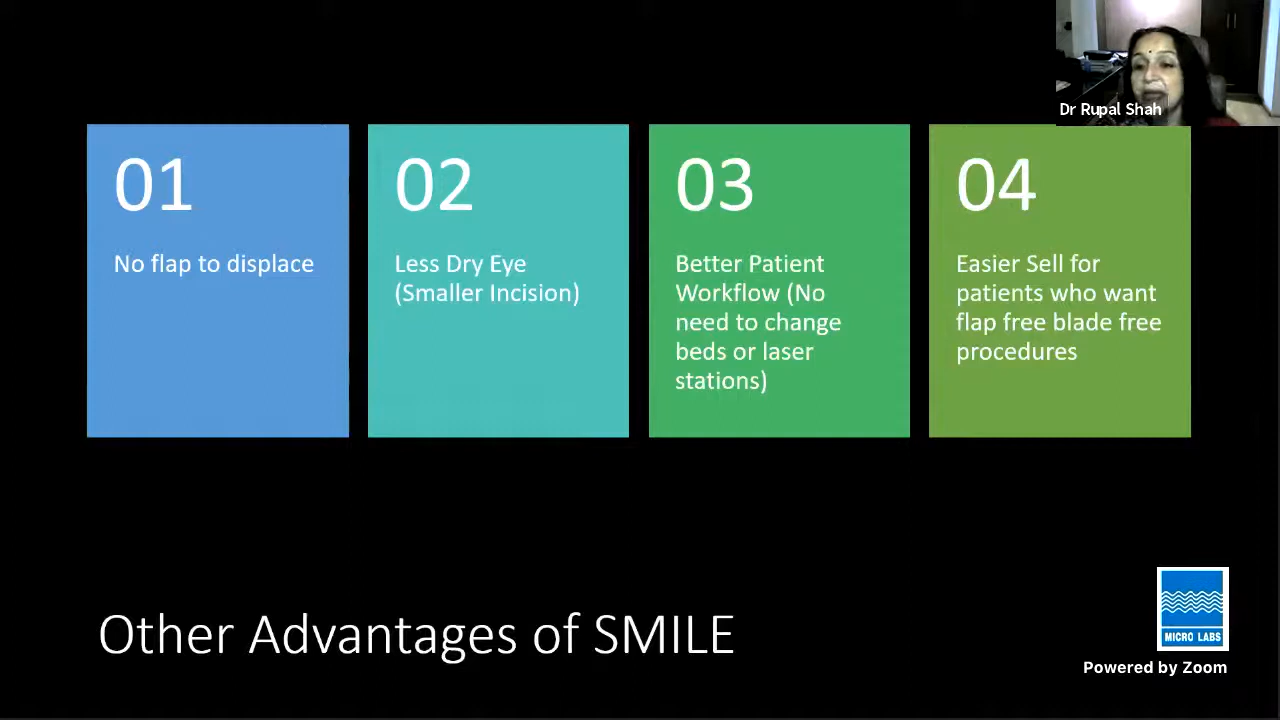 Dr Rupal Shah
01
No flap to displace
02
Less Dry Eye
(Smaller Incision)
03
Better Patient
Workflow (No
need to change
beds or laser
stations)
04
Easier Sell for
patients who want
flap free blade free
procedures
Other Advantages of SMILE
MICRO LABS
Powered by Zoom